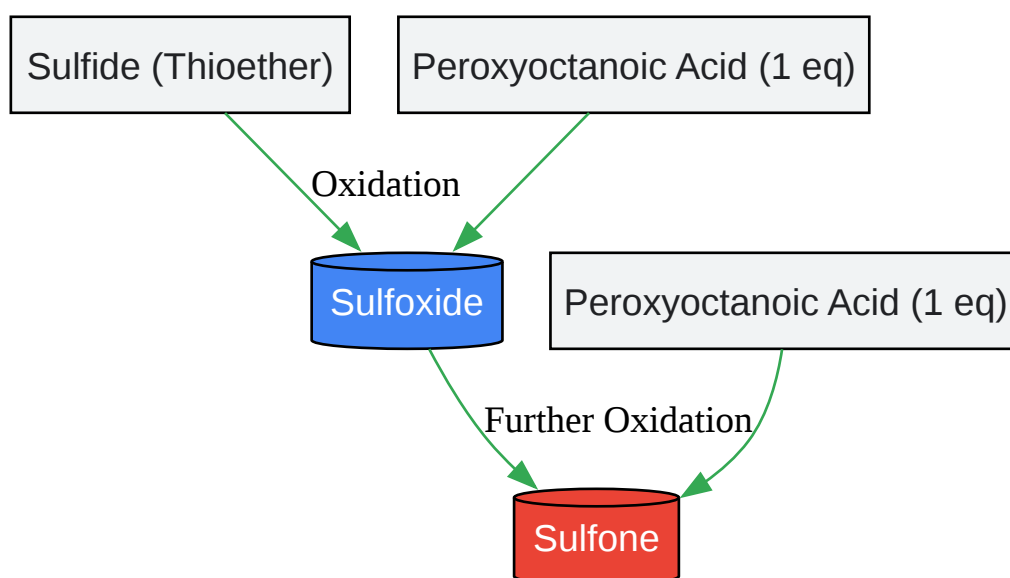 Sulfide (Thioether)
Peroxyoctanoic Acid (1 eq)
Oxidation
Sulfoxide
Peroxyoctanoic Acid (1 eq)
Further Oxidation
Sulfone